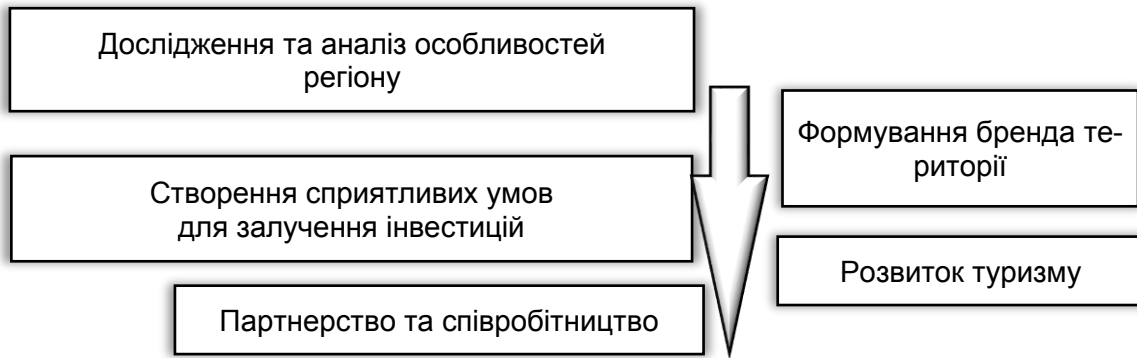 Дослідження та аналіз особливостей
регіону
Формування бренда те-
риторії
Створення сприятливих умов
для залучення інвестицій
Розвиток туризму
Партнерство та співробітництво